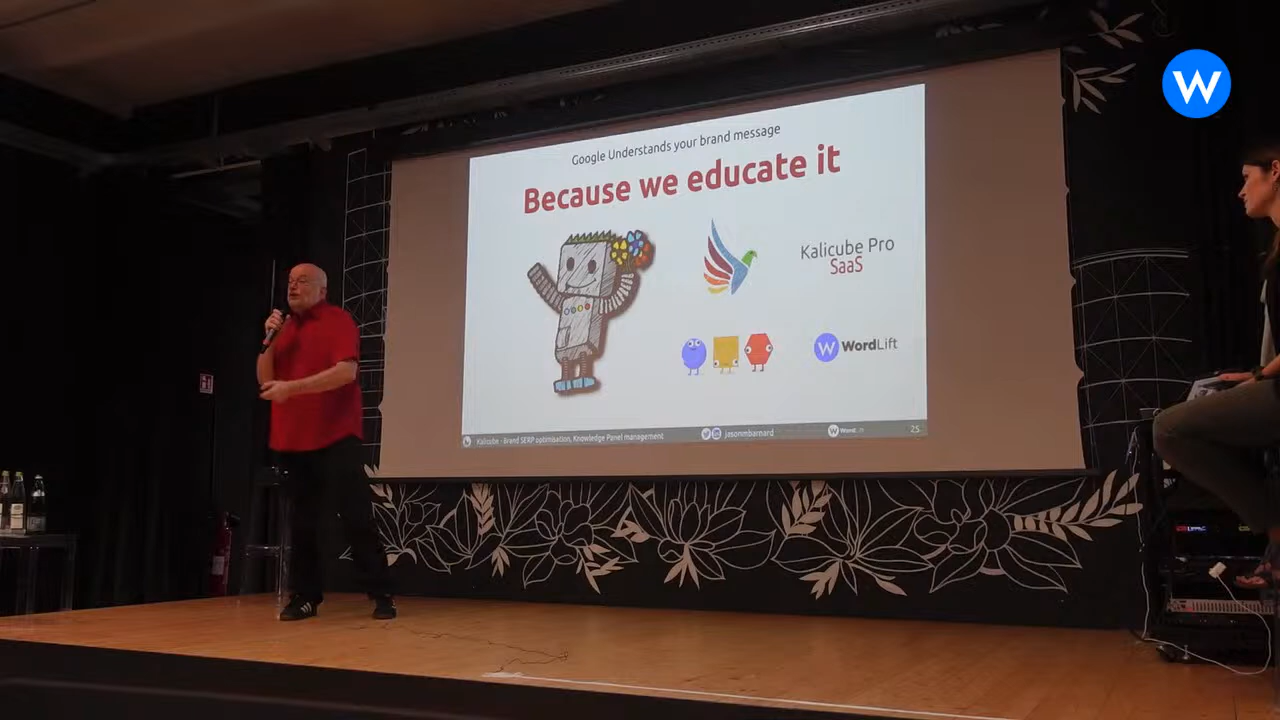 W
Google Understands your brand message
Because we educate it
Kalicube Pro
SaaS
W WordLift
Kalicube - Brand SERP optimisation, Knowledge Panel management
jasonmbarnard
W
25